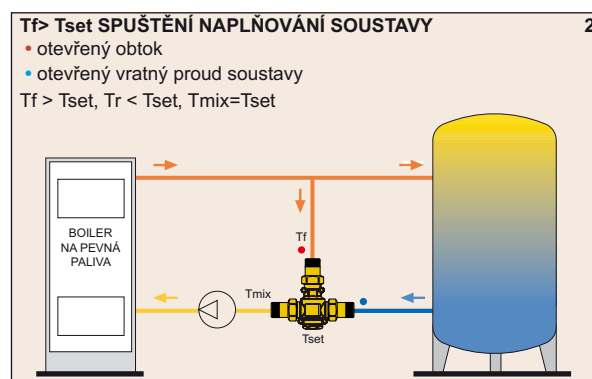 Tf> Tset SPUŠTĚNÍ NAPLŇOVÁNÍ SOUSTAVY 2
• otevřený obtok
• otevřený vratný proud soustavy
Tf > Tset, Tr < Tset, Tmix=Tset
BOILER
NA PEVNÁ
PALIVA
Tf
Tmix
Tset